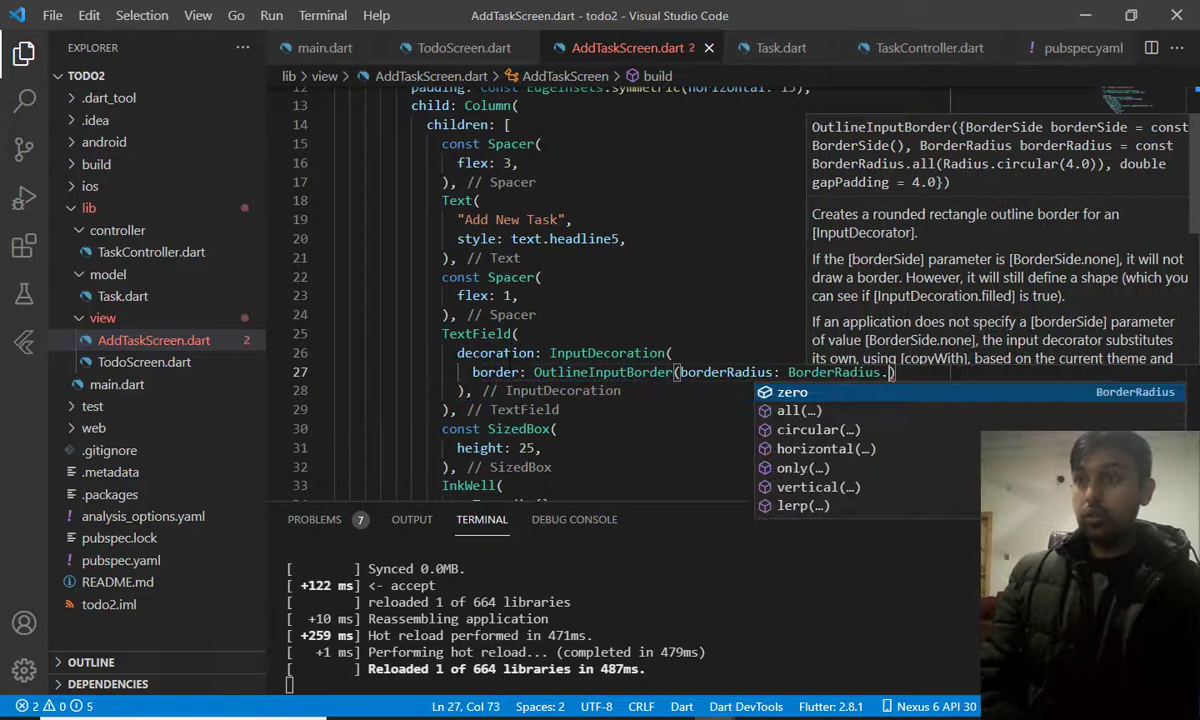 File Edit Selection View Go Run Terminal Help
AddTaskScreen.dart - todo2 - Visual Studio Code
EXPLORER
main.dart
TodoScreen.dart
AddTaskScreen.dart 2
Task.dart
TaskController.dart
pubspec.yaml
lib > view > AddTaskScreen.dart > AddTaskScreen > build
TODO2
.dart_tool
.idea
android
build
ios
lib
controller
TaskController.dart
model
Task.dart
view
AddTaskScreen.dart 2
TodoScreen.dart
main.dart
test
web
.gitignore
.metadata
.packages
analysis_options.yaml
pubspec.lock
pubspec.yaml
README.md
todo2.iml
OUTLINE
DEPENDENCIES
12 padding: const EdgeInsets.symmetric(horizontal: 15),
13 child: Column(
14 children: [
15 const Spacer(
16 flex: 3,
17 ), // Spacer
18 Text(
19 "Add New Task",
20 style: text.headline5,
21 ), // Text
22 const Spacer(
23 flex: 1,
24 ), // Spacer
25 TextField(
26 decoration: InputDecoration(
27 border: OutlineInputBorder(borderRadius: BorderRadius.)
28 ), // InputDecoration
29 ), // TextField
30 const SizedBox(
31 height: 25,
32 ), // SizedBox
33 InkWell(
OutlineInputBorder({BorderSide borderSide = const
BorderSide(), BorderRadius borderRadius = const
BorderRadius.all(Radius.circular(4.0)), double
gapPadding = 4.0})
Creates a rounded rectangle outline border for an
[InputDecorator].
If the [borderSide] parameter is [BorderSide.none], it will not
draw a border. However, it will still define a shape (which you
can see if [InputDecoration.filled] is true).
If an application does not specify a [borderSide] parameter
of value [BorderSide.none], the input decorator substitutes
its own, using [copyWith], based on the current theme and
zero BorderRadius
all(…)
circular(…)
horizontal(…)
only(…)
vertical(…)
lerp(…)
PROBLEMS 7 OUTPUT TERMINAL DEBUG CONSOLE
[ ] Synced 0.0MB.
[ +122 ms] <- accept
[ ] reloaded 1 of 664 libraries
[ +10 ms] Reassembling application
[ +259 ms] Hot reload performed in 471ms.
[ +1 ms] Performing hot reload... (completed in 479ms)
[ ] Reloaded 1 of 664 libraries in 487ms.
2 0 5 Ln 27, Col 73 Spaces: 2 UTF-8 CRLF Dart Dart DevTools Flutter: 2.8.1 Nexus 6 API 30